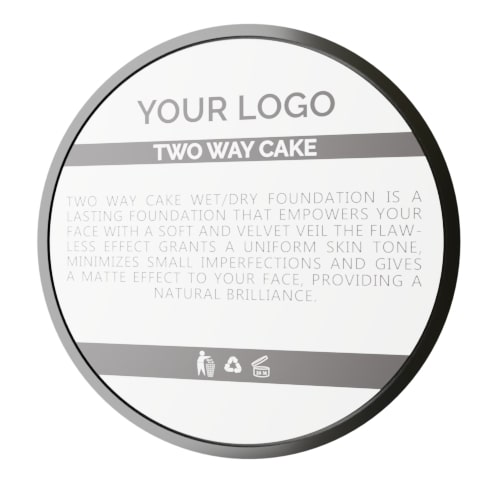 YOUR LOGO
TWO WAY CAKE
TWO WAY CAKE WET/DRY FOUNDATION IS A
LASTING FOUNDATION THAT EMPOWERS YOUR
FACE WITH A SOFT AND VELVET VEIL THE FLAW-
LESS EFFECT GRANTS A UNIFORM SKIN TONE,
MINIMIZES SMALL IMPERFECTIONS AND GIVES
A MATTE EFFECT TO YOUR FACE, PROVIDING A
NATURAL BRILLIANCE.